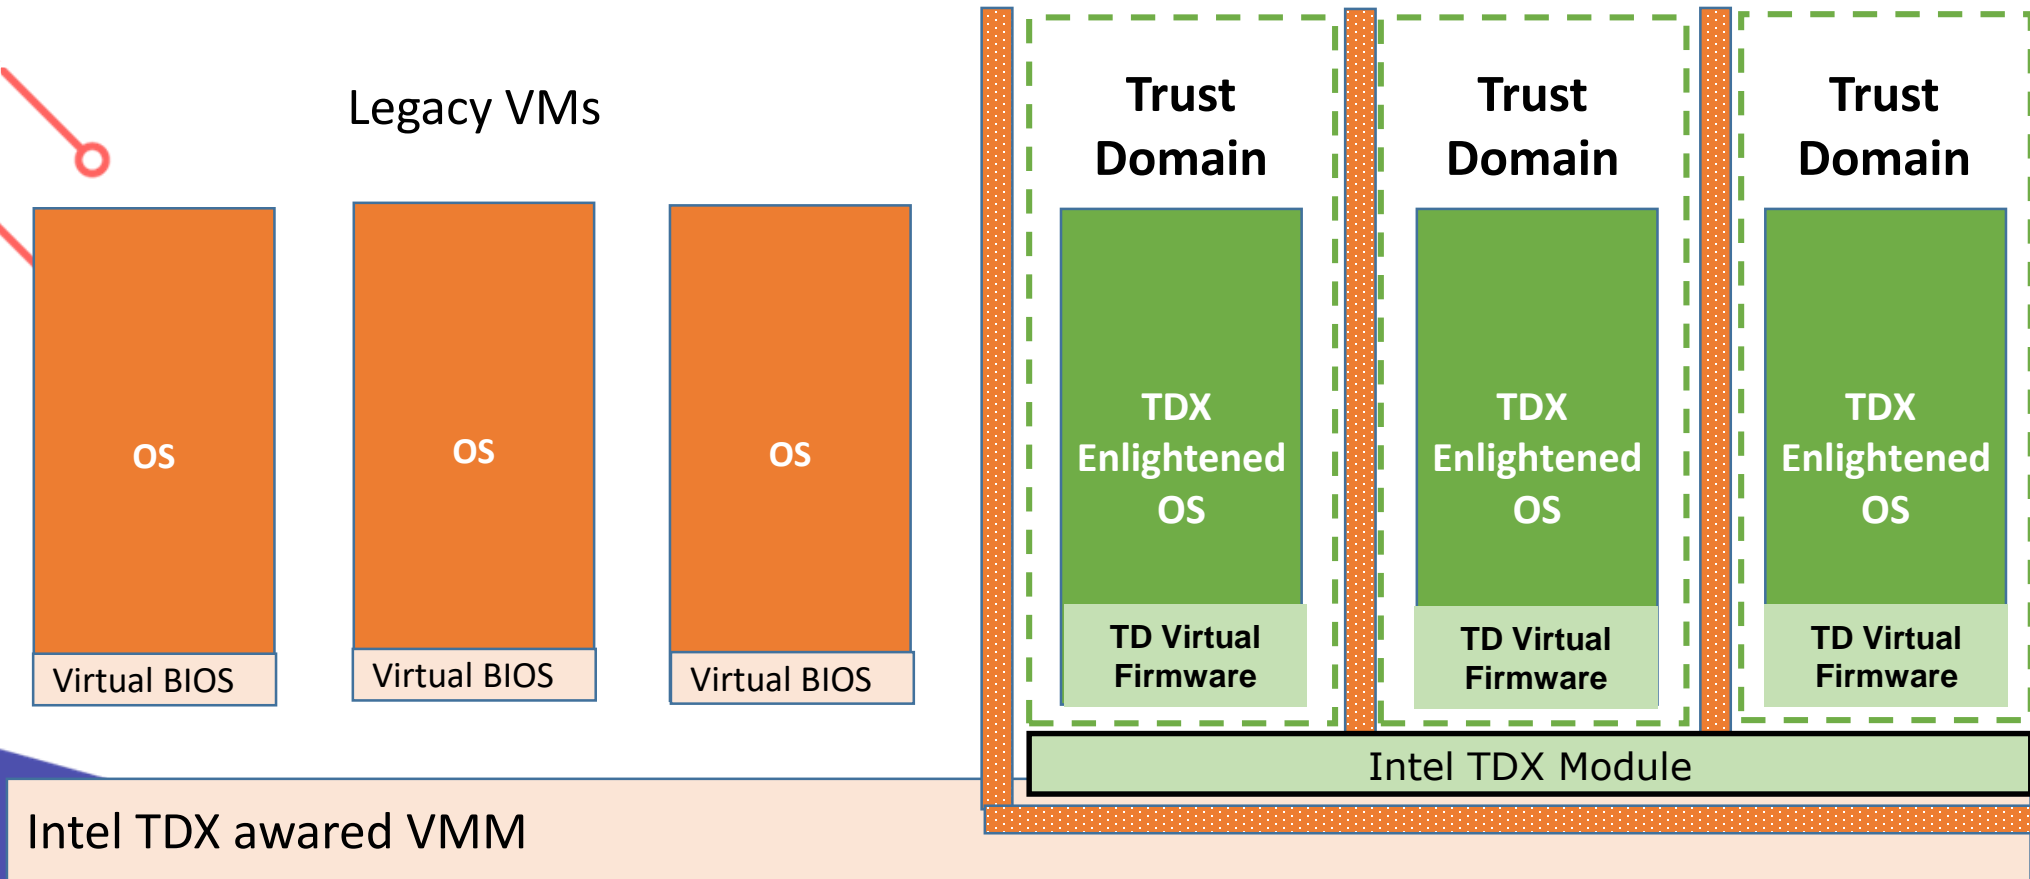 Legacy VMs
OS
Virtual BIOS
OS
Virtual BIOS
OS
Virtual BIOS
Trust
Domain
TDX
Enlightened
OS
TD Virtual
Firmware
Trust
Domain
TDX
Enlightened
OS
TD Virtual
Firmware
Trust
Domain
TDX
Enlightened
OS
TD Virtual
Firmware
Intel TDX Module
Intel TDX awared VMM